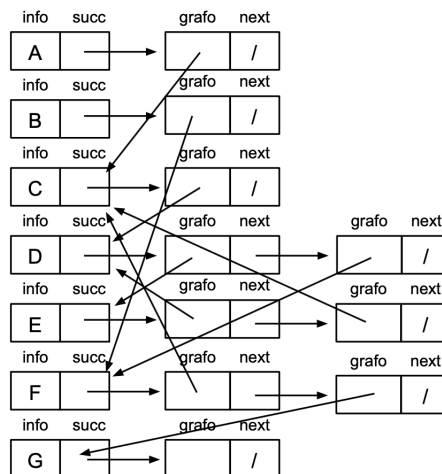 info succ grafo next
A /
info succ grafo next
B /
info succ grafo next
C /
info succ grafo next grafo next
D /
info succ grafo next grafo next
E /
info succ grafo next grafo next
F /
info succ grafo next
G /